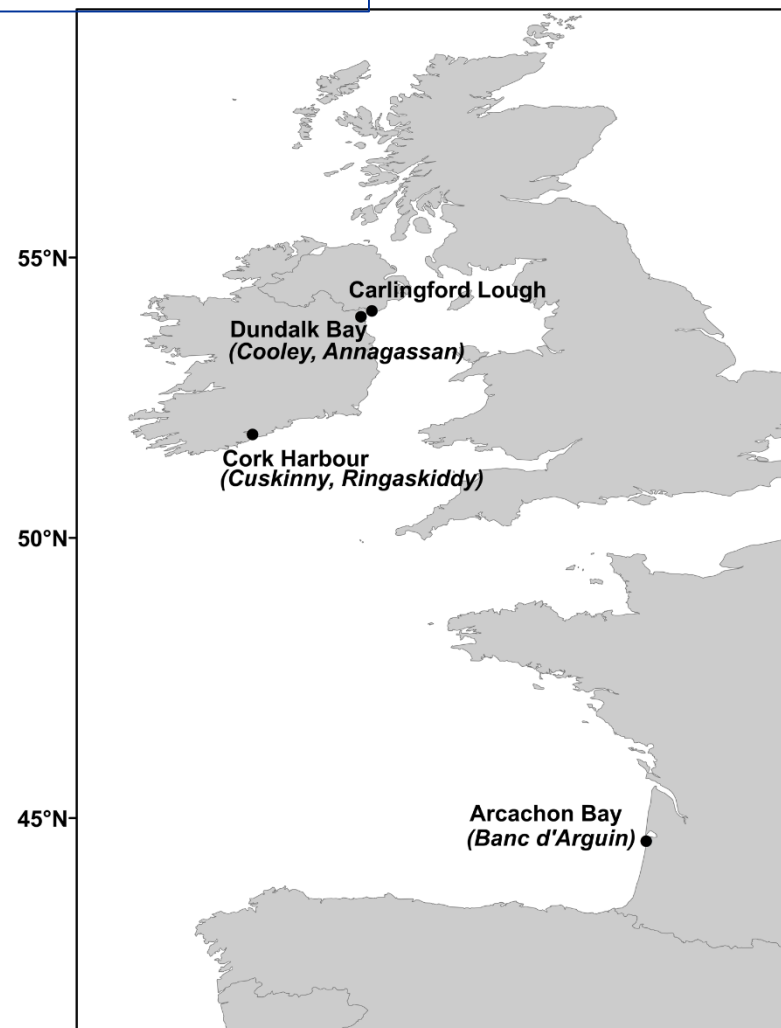 55°N
Carlingford Lough
Dundalk Bay
(Cooley, Annagassan)
Cork Harbour
(Cuskinny, Ringaskiddy)
50°N
45°N
Arcachon Bay
(Banc d'Arguin)